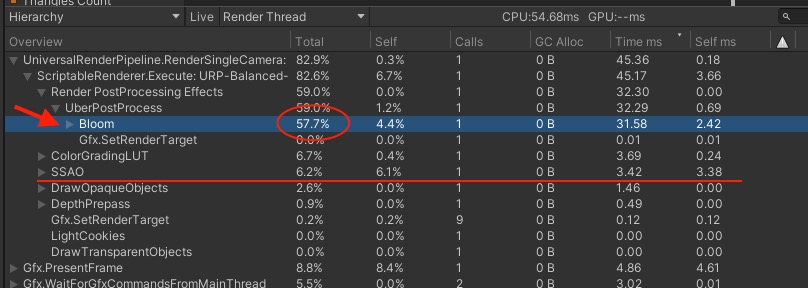 Triangles Count
Hierarchy Live Render Thread CPU:54.68ms GPU:--ms
Overview Total Self Calls GC Alloc Time ms Self ms
UniversalRenderPipeline.RenderSingleCamera: 82.9% 0.3% 1 0 B 45.36 0.18
ScriptableRenderer.Execute: URP-Balanced- 82.6% 6.7% 1 0 B 45.17 3.66
Render PostProcessing Effects 59.0% 0.0% 1 0 B 32.30 0.00
UberPostProcess 59.0% 1.2% 1 0 B 32.29 0.69
Bloom 57.7% 4.4% 1 0 B 31.58 2.42
Gfx.SetRenderTarget 0.0% 0.0% 1 0 B 0.01 0.01
ColorGradingLUT 6.7% 0.4% 1 0 B 3.69 0.24
SSAO 6.2% 6.1% 1 0 B 3.42 3.38
DrawOpaqueObjects 2.6% 0.0% 1 0 B 1.46 0.00
DepthPrepass 0.9% 0.0% 1 0 B 0.49 0.00
Gfx.SetRenderTarget 0.2% 0.2% 9 0 B 0.12 0.12
LightCookies 0.0% 0.0% 1 0 B 0.00 0.00
DrawTransparentObjects 0.0% 0.0% 1 0 B 0.00 0.00
Gfx.PresentFrame 8.8% 8.4% 1 0 B 4.86 4.61
Gfx.WaitForGfxCommandsFromMainThread 5.5% 0.0% 2 0 B 3.02 0.01